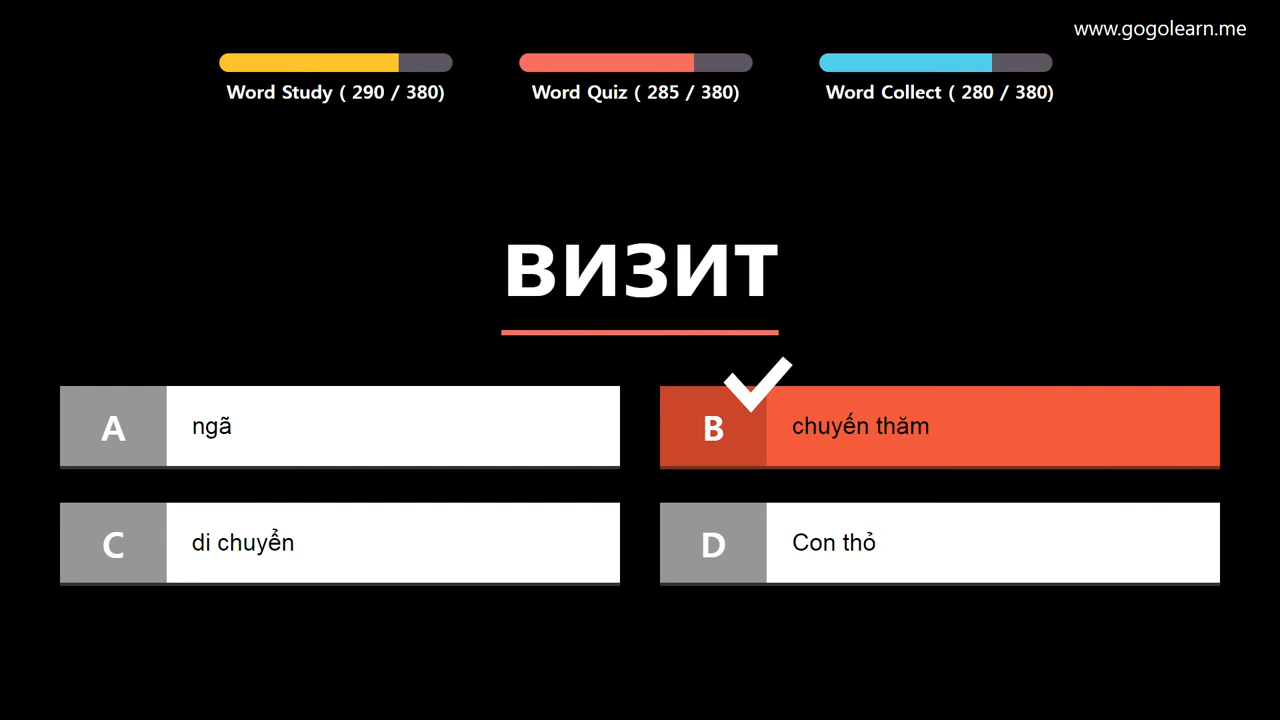 www.gogolearn.me
Word Study ( 290 / 380)
Word Quiz ( 285 / 380)
Word Collect ( 280 / 380)
ВИЗИТ
A ngã
B chuyến thăm
C di chuyển
D Con thỏ